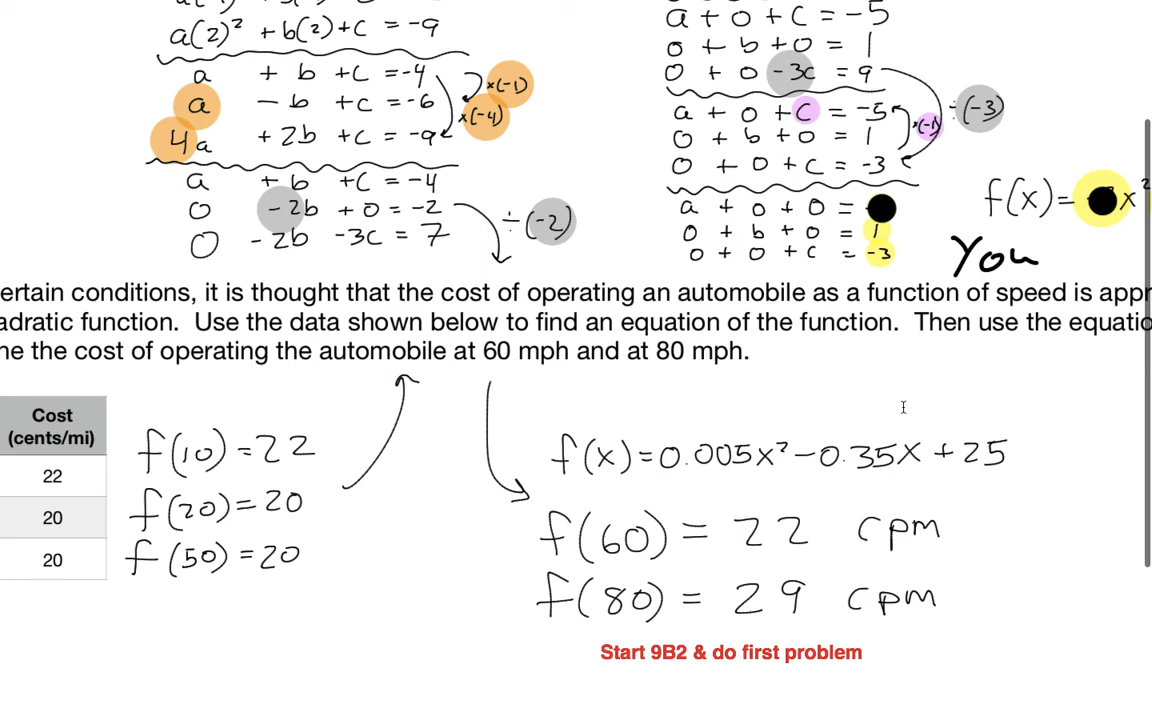 a(2)² + b(2) + c = -9
a + b + c = -4
a - b + c = -6
4a + 2b + c = -9
×(-1)
×(-4)
a + b + c = -4
0 - 2b + 0 = -2
0 - 2b - 3c = 7
÷(-2)
a + 0 + c = -5
0 + b + 0 = 1
0 + 0 - 3c = 9
÷(-3)
a + 0 + c = -5
0 + b + 0 = 1
0 + 0 + c = -3
×(-1)
a + 0 + 0 =
0 + b + 0 = 1
0 + 0 + c = -3
f(x) = x²
You
ertain conditions, it is thought that the cost of operating an automobile as a function of speed is appr
adratic function. Use the data shown below to find an equation of the function. Then use the equatio
ne the cost of operating the automobile at 60 mph and at 80 mph.
Cost
(cents/mi)
22
20
20
f(10) = 22
f(20) = 20
f(50) = 20
f(x) = 0.005x² - 0.35x + 25
f(60) = 22 cpm
f(80) = 29 cpm
Start 9B2 & do first problem